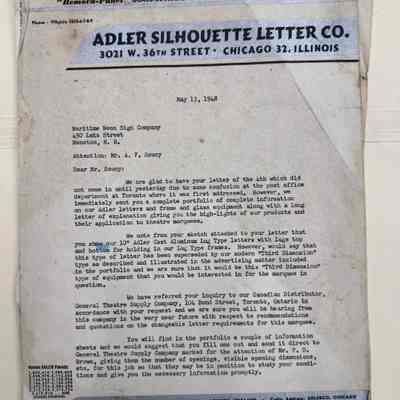 "Remova-Panel"
Phone - VIrginia
ADLER SILHOUETTE LETTER CO.
3021 W. 36TH STREET · CHICAGO 32, ILLINOIS
May 13, 1948
Maritime Neon Sign Company
450 Lutz Street
Moncton, N. B.
Attention: Mr. A. F. Soucy
Dear Mr. Soucy:
We are glad to have your letter of the 4th which did
not come in until yesterday due to some confusion at the post office
department at Toronto where it was first addressed. However, we
immediately sent you a complete portfolio of complete information
on our Adler letters and frame and glass equipment along with a long
letter of explanation giving you the high-lights of our products and
their application to theatre marquees.
We note from your sketch attached to your letter that
you show our 10" Adler Cast Aluminum Lug Type letters with lugs top
and bottom for holding in our Lug Type frames. However, would say that
this type of letter has been superseded by our modern "Third Dimension"
type as described and illustrated in the advertising matter included
in the portfolio and we are sure that it would be this "Third Dimension"
type of equipment that you would be interested in for the marquee in
question.
We have referred your inquiry to our Canadian Distributor,
General Theatre Supply Company, 104 Bond Street, Toronto, Ontario in
accordance with your request and we are sure you will be hearing from
this company in the very near future with respect to recommendations
and quotations on the changeable letter requirements for this marquee.
You will find in the portfolio a couple of information
sheets and we would suggest that you fill one out and send it direct to
General Theatre Supply Company marked for the attention of Mr. F. D.
Brown, giving them the number of openings, visible opening dimensions,
etc. for this job so that they may be in position to study your condi-
tions and give you the necessary information promptly.